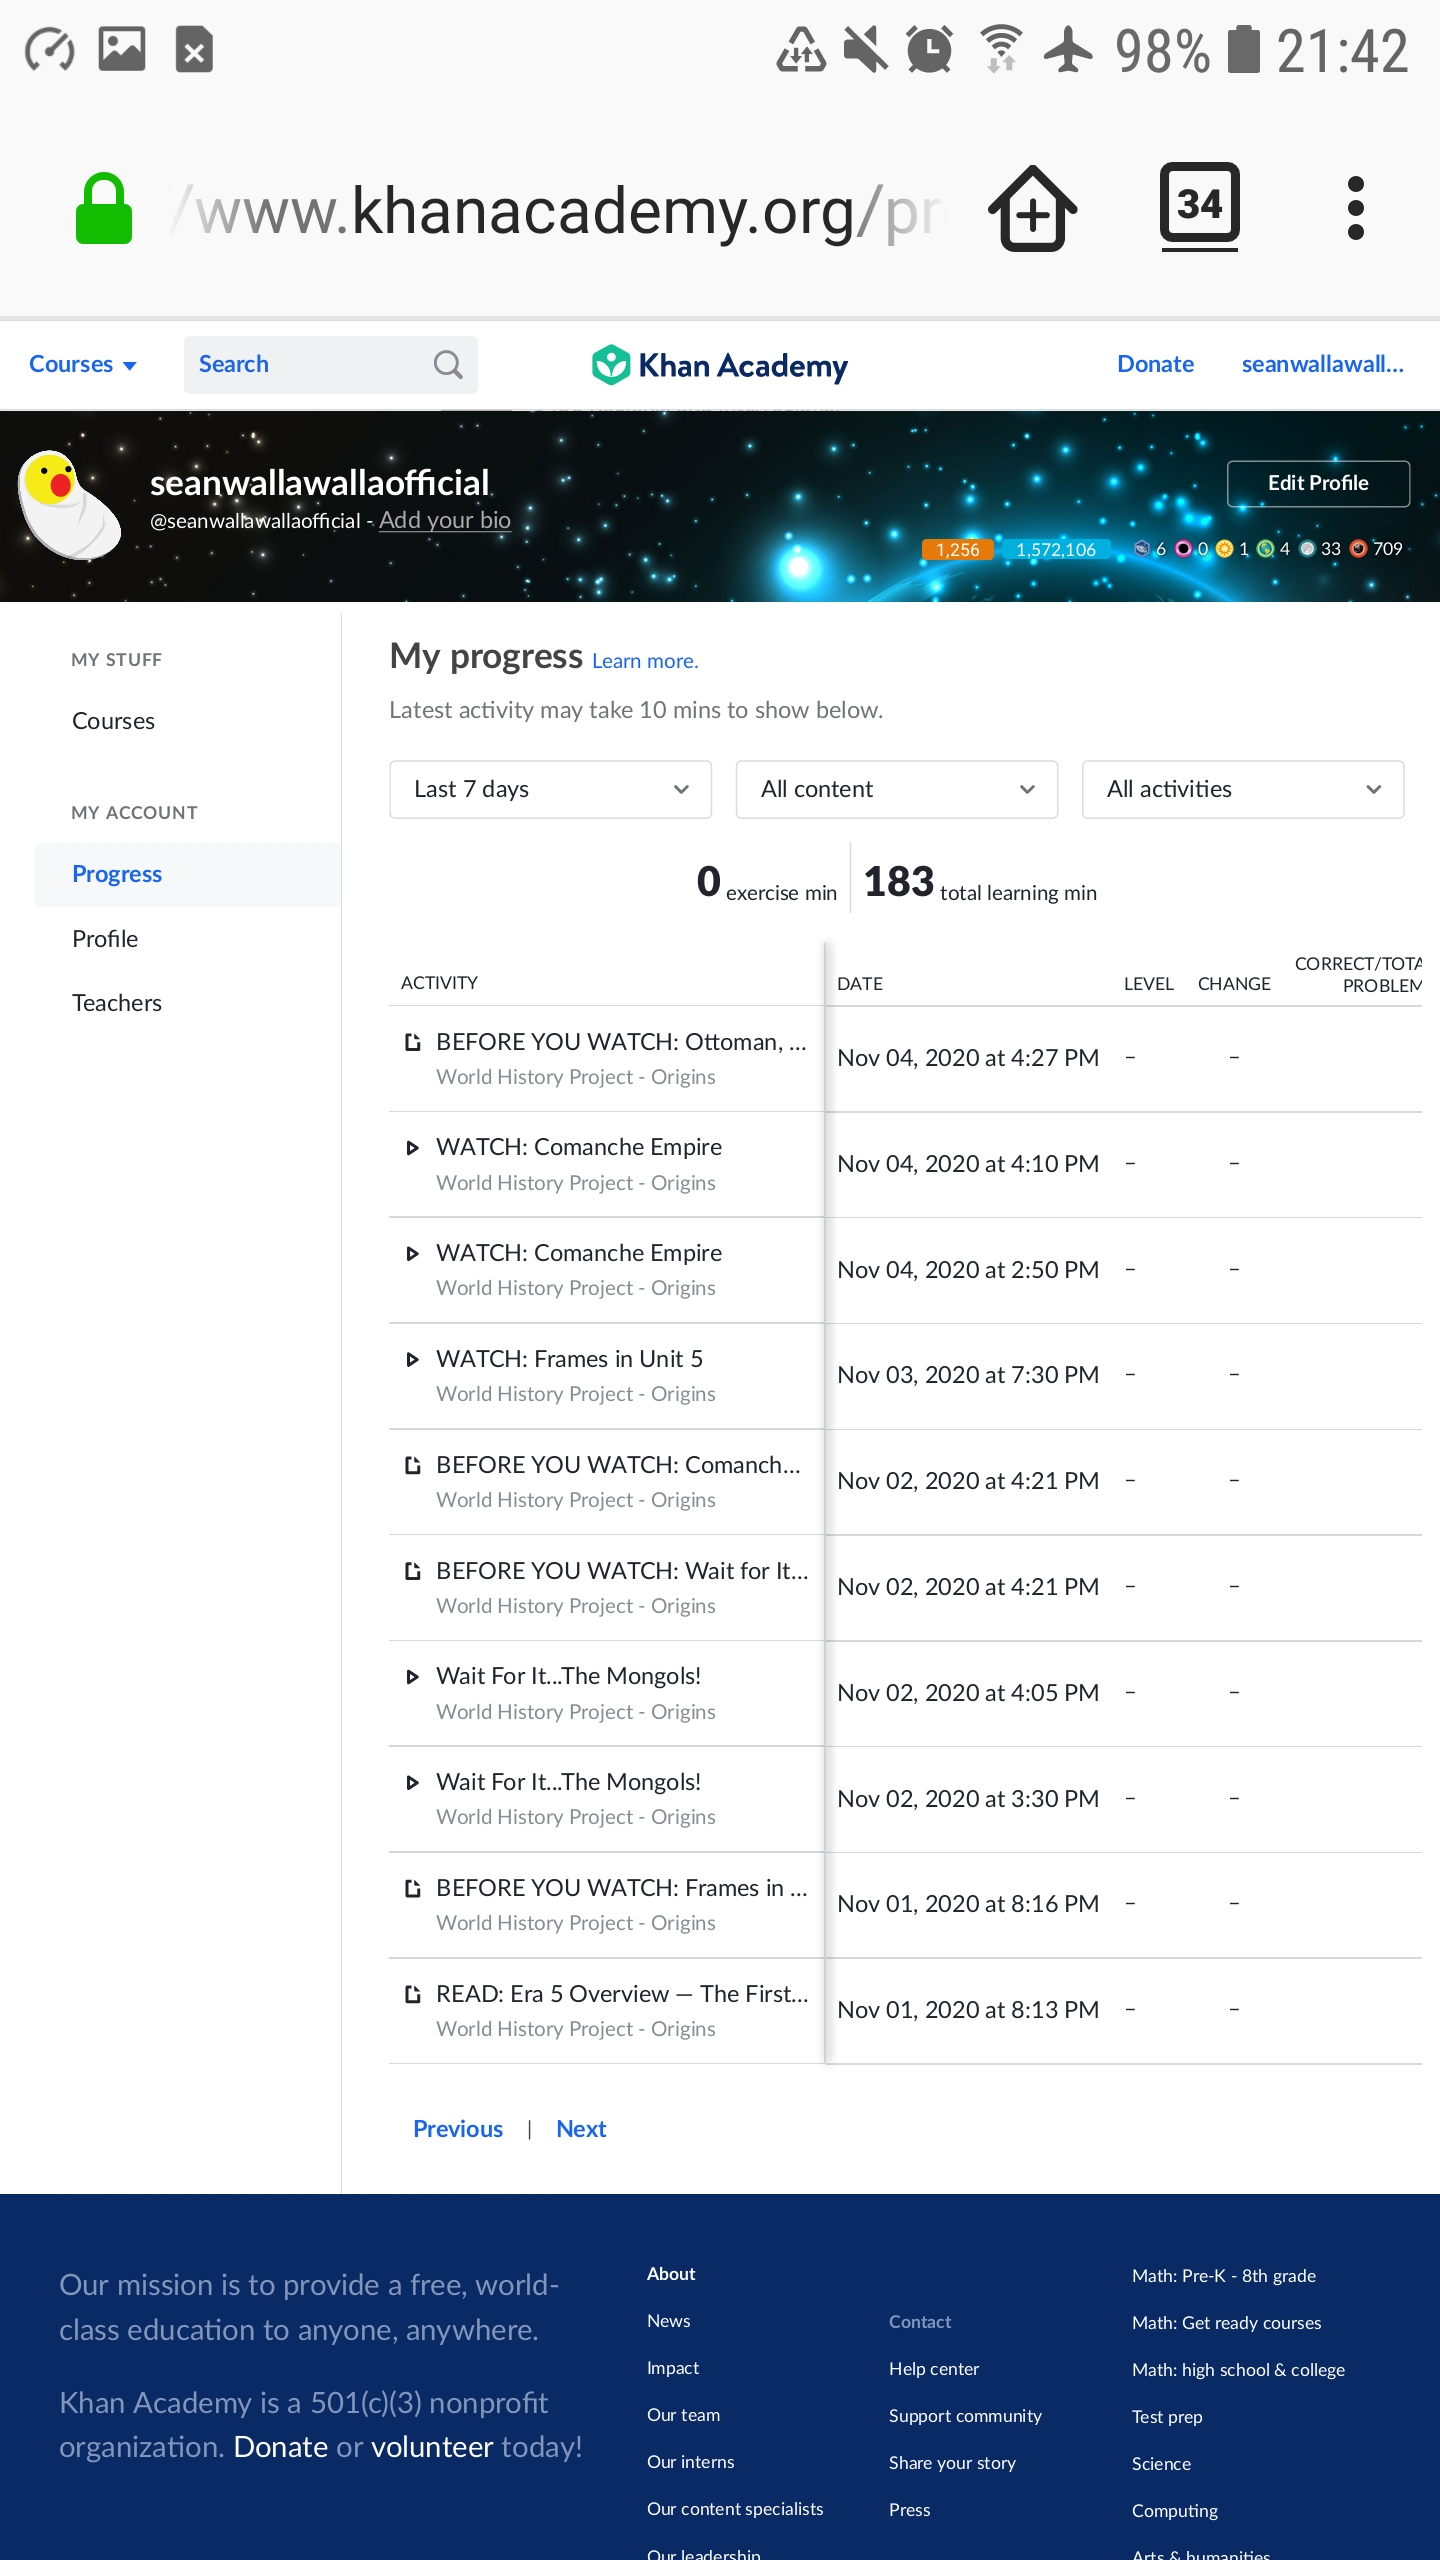 98% 21:42
/www.khanacademy.org/pr
34
Courses
Search
Khan Academy
Donate
seanwallawall...
seanwallawallaofficial
@seanwallawallaofficial - Add your bio
Edit Profile
1,256 1,572,106 6 0 1 4 33 709
MY STUFF
Courses
MY ACCOUNT
Progress
Profile
Teachers
My progress Learn more.
Latest activity may take 10 mins to show below.
Last 7 days
All content
All activities
0 exercise min
183 total learning min
ACTIVITY DATE LEVEL CHANGE CORRECT/TOTA
PROBLEM
BEFORE YOU WATCH: Ottoman, ...
World History Project - Origins
Nov 04, 2020 at 4:27 PM – –
WATCH: Comanche Empire
World History Project - Origins
Nov 04, 2020 at 4:10 PM – –
WATCH: Comanche Empire
World History Project - Origins
Nov 04, 2020 at 2:50 PM – –
WATCH: Frames in Unit 5
World History Project - Origins
Nov 03, 2020 at 7:30 PM – –
BEFORE YOU WATCH: Comanch...
World History Project - Origins
Nov 02, 2020 at 4:21 PM – –
BEFORE YOU WATCH: Wait for It...
World History Project - Origins
Nov 02, 2020 at 4:21 PM – –
Wait For It...The Mongols!
World History Project - Origins
Nov 02, 2020 at 4:05 PM – –
Wait For It...The Mongols!
World History Project - Origins
Nov 02, 2020 at 3:30 PM – –
BEFORE YOU WATCH: Frames in ...
World History Project - Origins
Nov 01, 2020 at 8:16 PM – –
READ: Era 5 Overview — The First...
World History Project - Origins
Nov 01, 2020 at 8:13 PM – –
Previous | Next
Our mission is to provide a free, world-
class education to anyone, anywhere.
Khan Academy is a 501(c)(3) nonprofit
organization. Donate or volunteer today!
About
News
Impact
Our team
Our interns
Our content specialists
Our leadership
Contact
Help center
Support community
Share your story
Press
Math: Pre-K - 8th grade
Math: Get ready courses
Math: high school & college
Test prep
Science
Computing
Arts & humanities